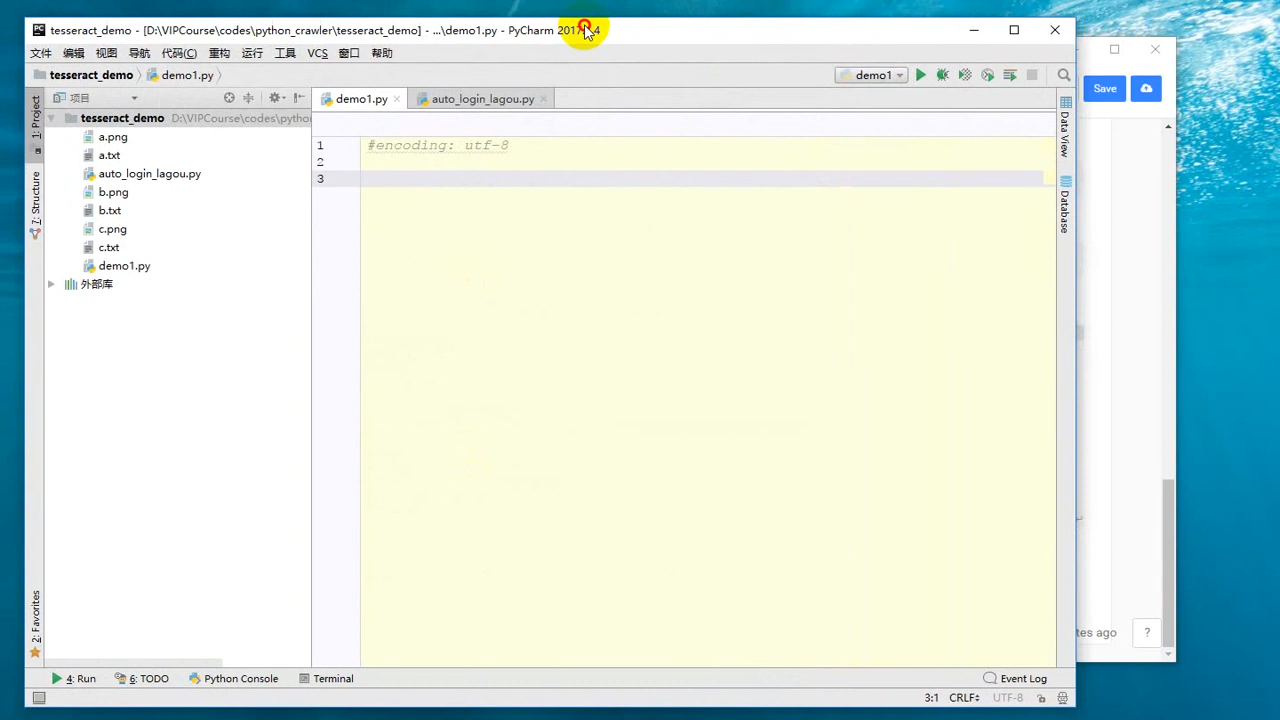 tesseract_demo - [D:\VIPCourse\codes\python_crawler\tesseract_demo] - ...\demo1.py - PyCharm
文件 编辑 视图 导航 代码(C) 重构 运行 工具 VCS 窗口 帮助
tesseract_demo demo1.py demo1 Save
项目 demo1.py auto_login_lagou.py
1: Project
tesseract_demo D:\VIPCourse\codes\python
a.png
a.txt
auto_login_lagou.py
b.png
b.txt
c.png
c.txt
demo1.py
外部库
7: Structure
2: Favorites
1 #encoding: utf-8
2
3
Data View
Database
tes ago ?
4: Run 6: TODO Python Console Terminal Event Log
3:1 CRLF UTF-8